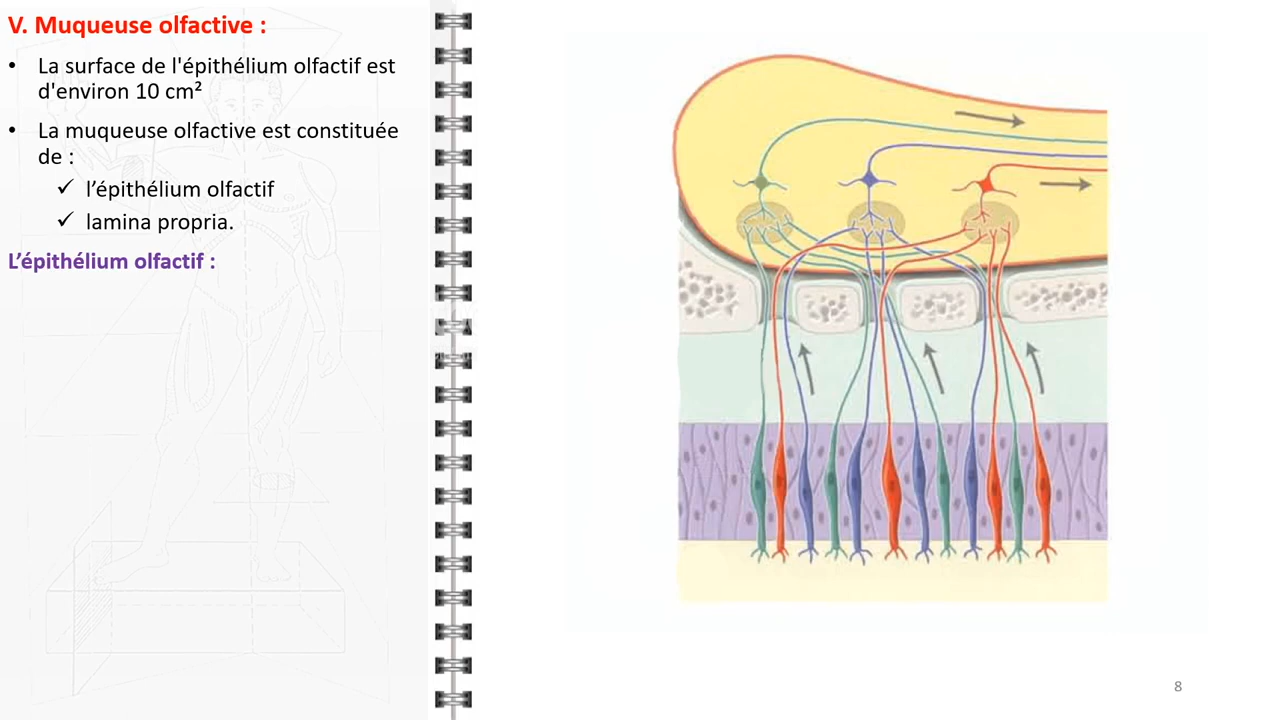 V. Muqueuse olfactive :
• La surface de l'épithélium olfactif est
d'environ 10 cm²
• La muqueuse olfactive est constituée
de :
✓ l’épithélium olfactif
✓ lamina propria.
L’épithélium olfactif :
8